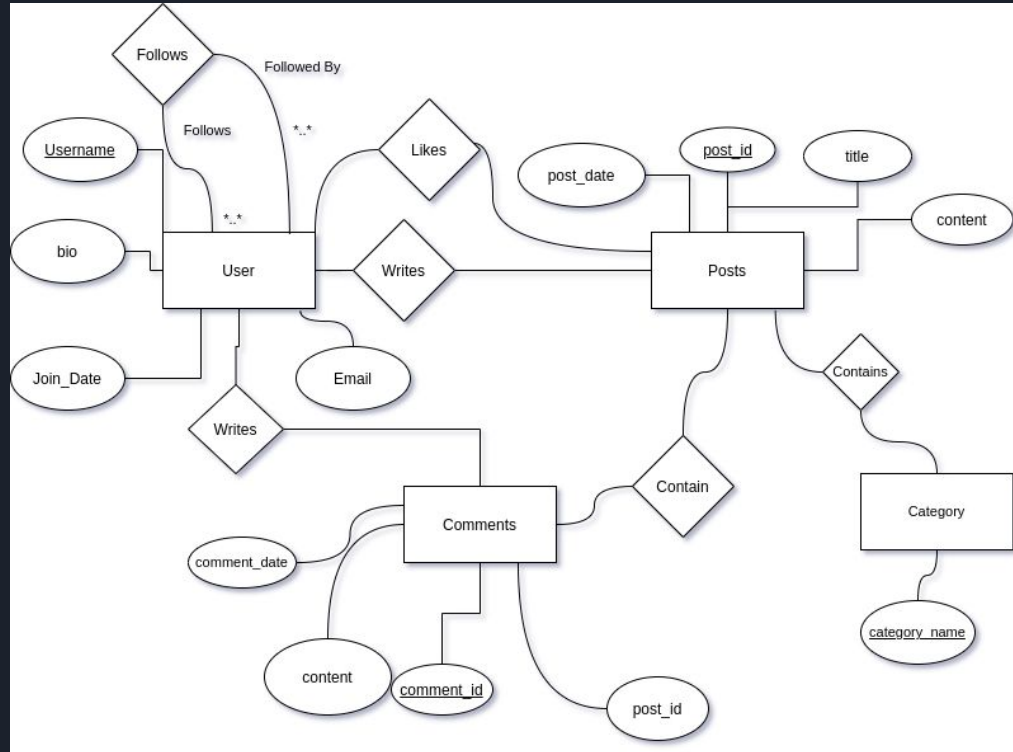 Follows
Followed By
Follows
*..*
Username
Likes
post_id
title
post_date
content
*..*
bio
User
Writes
Posts
Join_Date
Email
Contains
Writes
Contain
Category
Comments
comment_date
category_name
content
comment_id
post_id